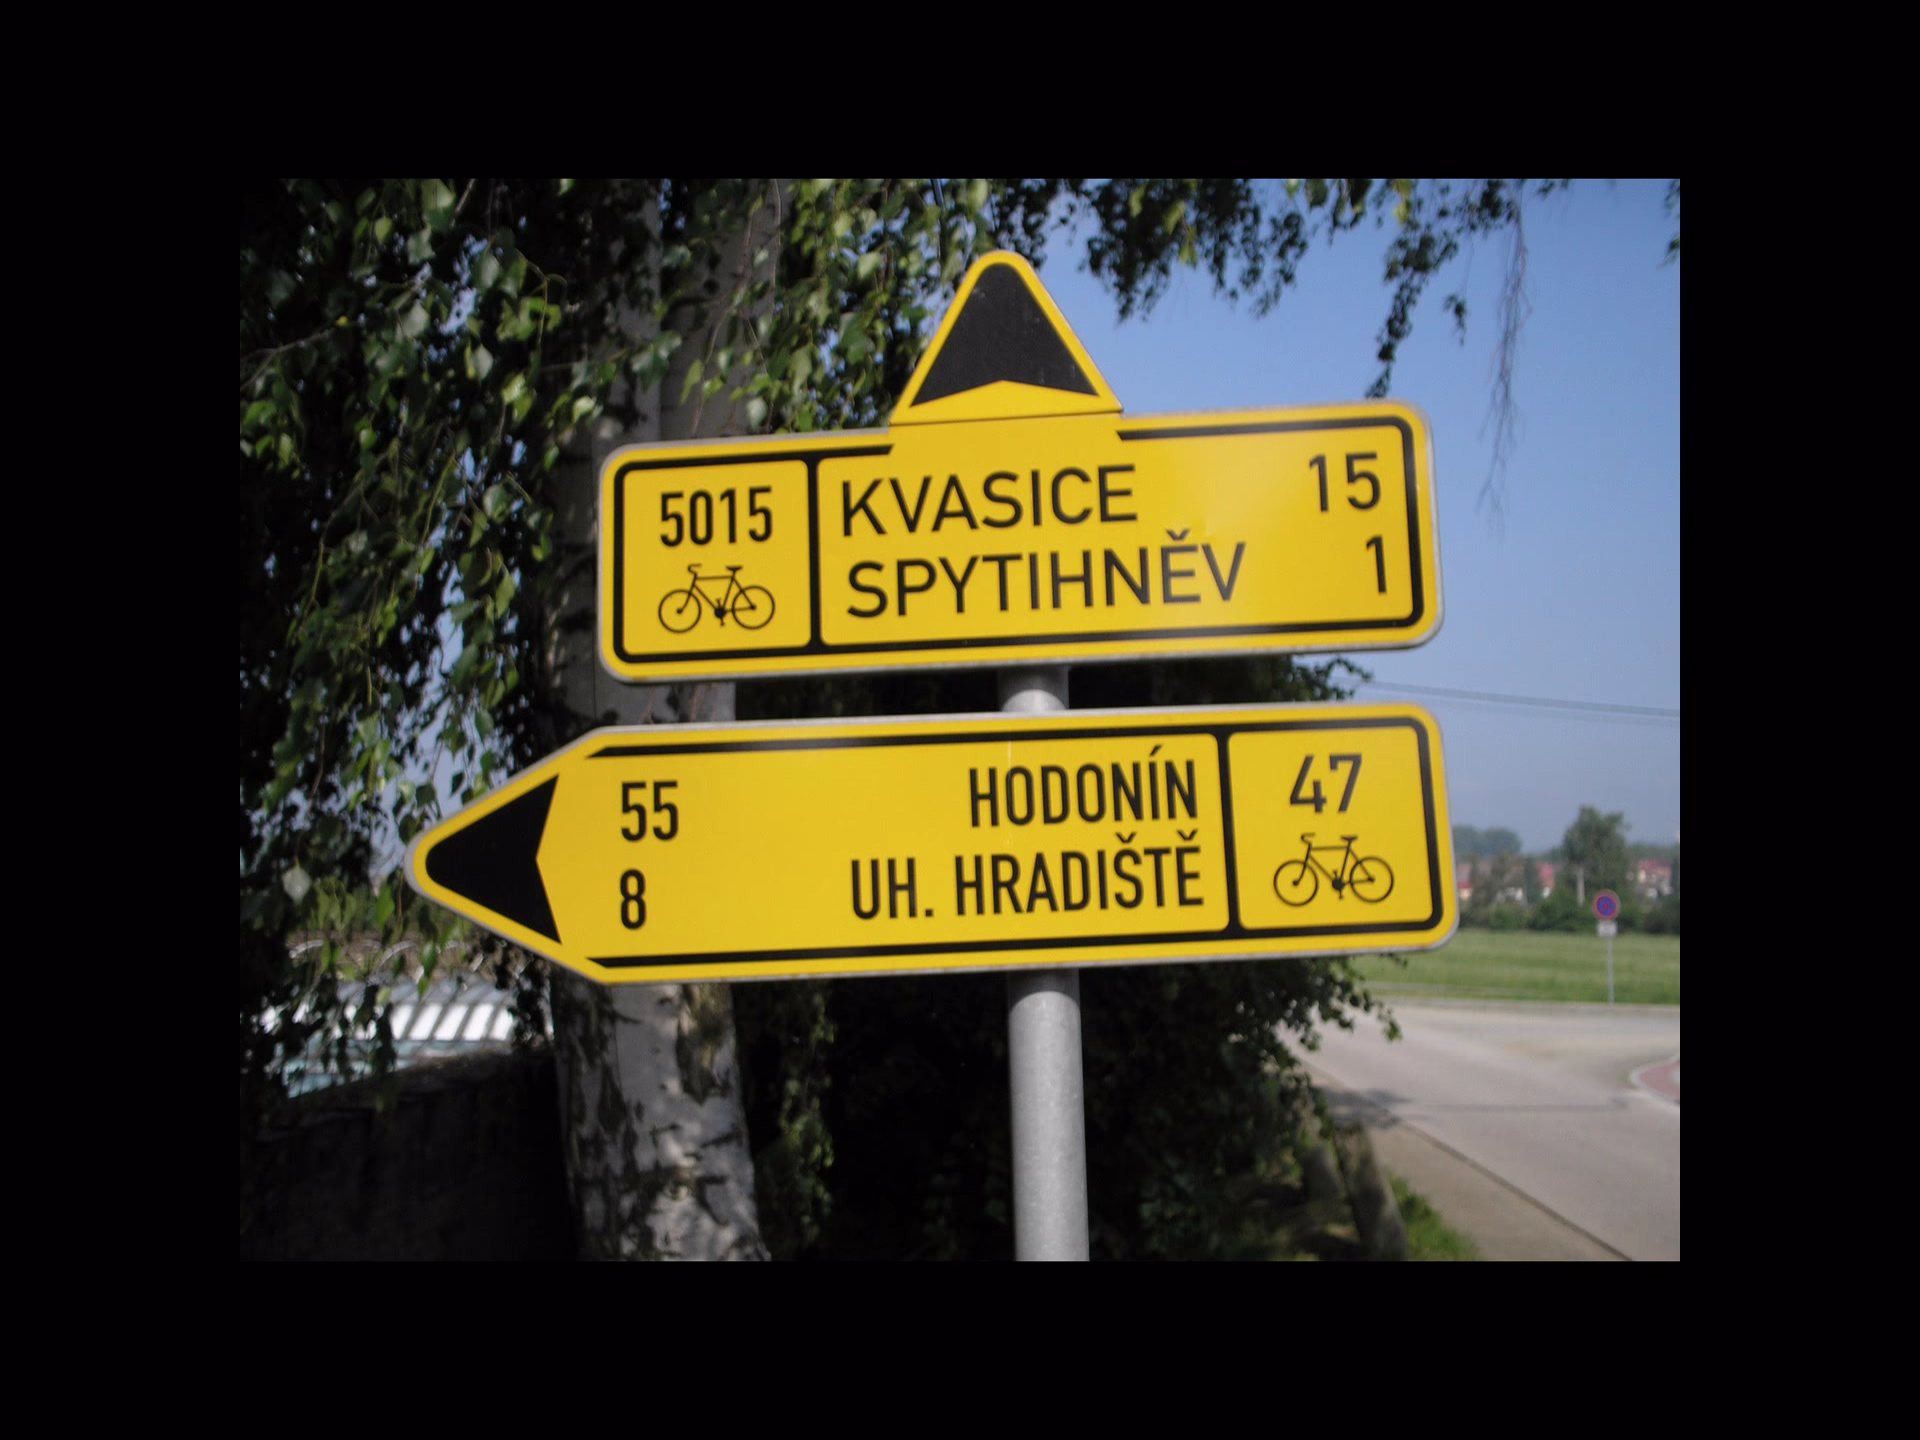 5015
KVASICE 15
SPYTIHNĚV 1
55 HODONÍN
8 UH. HRADIŠTĚ
47